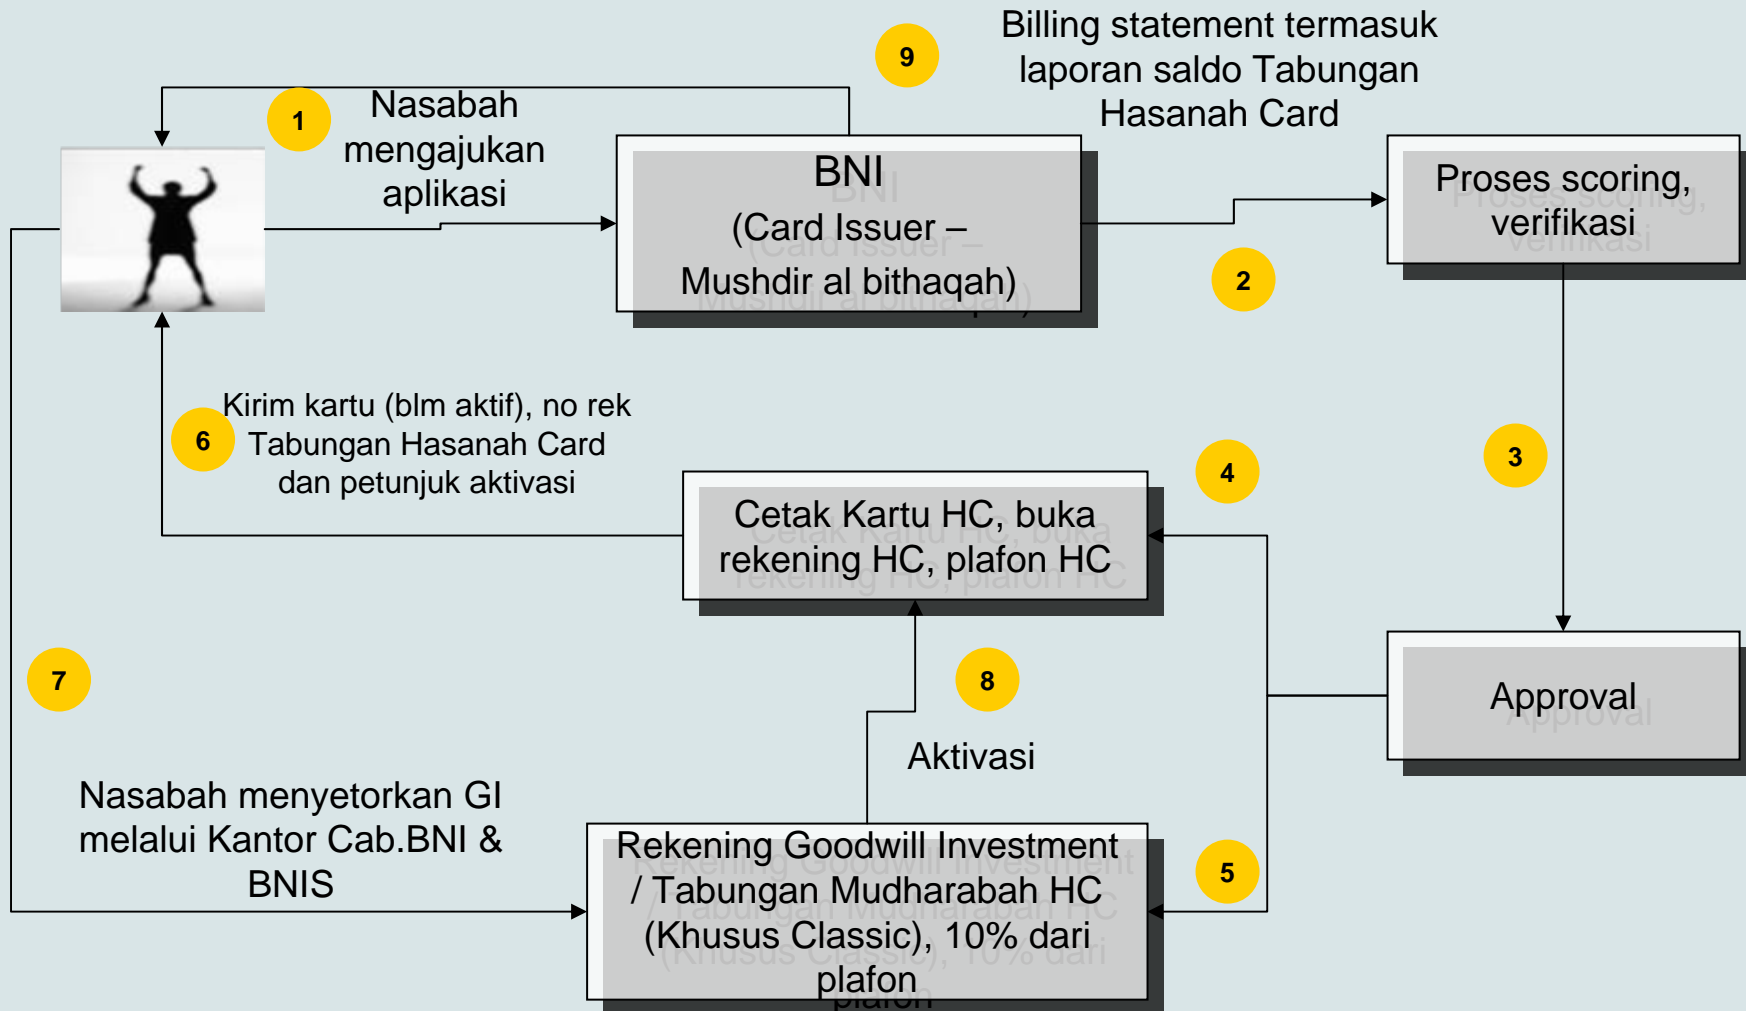 9
Billing statement termasuk
laporan saldo Tabungan
Hasanah Card
1
Nasabah
mengajukan
aplikasi
BNI
(Card Issuer –
Mushdir al bithaqah)
2
Proses scoring,
verifikasi
6
Kirim kartu (blm aktif), no rek
Tabungan Hasanah Card
dan petunjuk aktivasi
4
3
Cetak Kartu HC, buka
rekening HC, plafon HC
7
8
Approval
Aktivasi
Nasabah menyetorkan GI
melalui Kantor Cab.BNI &
BNIS
Rekening Goodwill Investment
/ Tabungan Mudharabah HC
(Khusus Classic), 10% dari
plafon
5